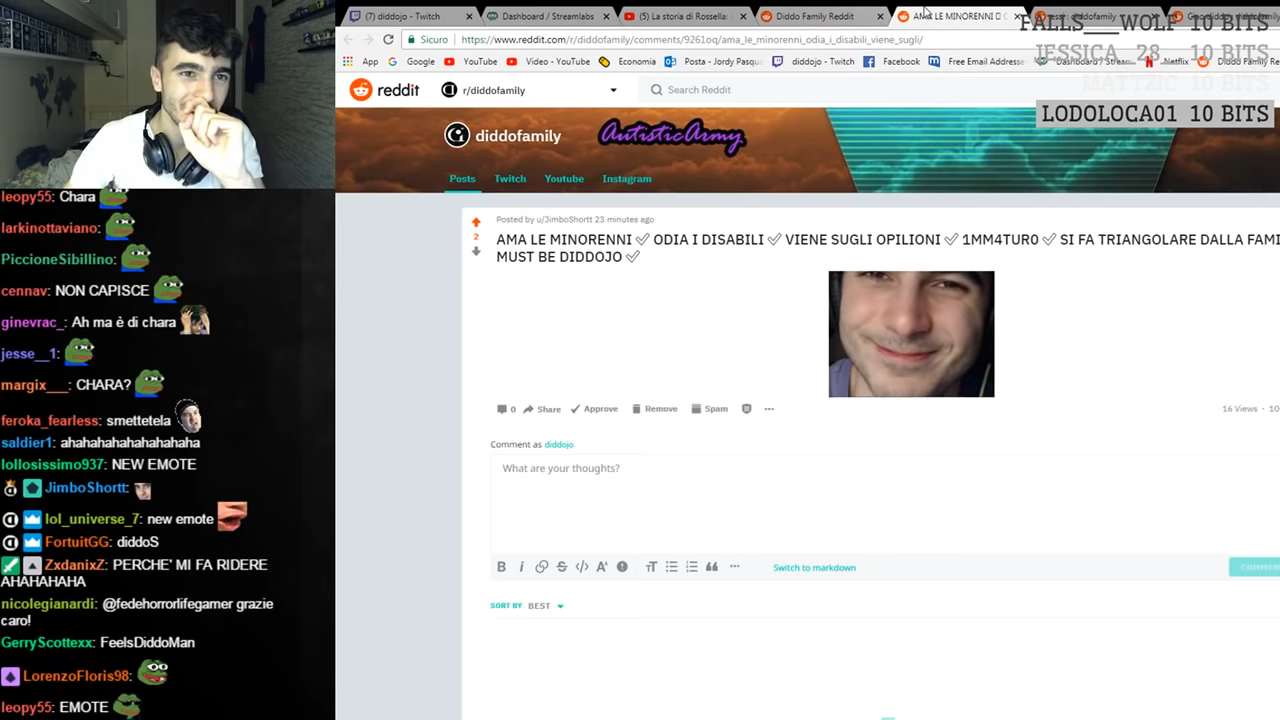 (7) diddojo - Twitch
Dashboard / Streamlabs
(5) La storia di Rossella:
Diddo Family Reddit
AMA LE MINORENNI
FALLS___WOLF 10 BITS
Sicuro
https://www.reddit.com/r/diddofamily/comments/9261oq/ama_le_minorenni_odia_i_disabili_viene_sugli/
JESSICA_28_ 10 BITS
App
Google
YouTube
Video - YouTube
Economia
Posta - Jordy Pasqu
diddojo - Twitch
Facebook
Free Email Addresse
Dashboard / Stream
Netflix
Diddo Family Redd
MATTZIC 10 BITS
reddit
r/diddofamily
Search Reddit
LODOLOCA01 10 BITS
diddofamily
AutisticArmy
Posts
Twitch
Youtube
Instagram
Posted by u/JimboShortt 23 minutes ago
2
AMA LE MINORENNI ✅ ODIA I DISABILI ✅ VIENE SUGLI OPILIONI ✅ 1MM4TUR0 ✅ SI FA TRIANGOLARE DALLA FAMI
MUST BE DIDDOJO ✅
0
Share
Approve
Remove
Spam
16 Views
Comment as diddojo
What are your thoughts?
Switch to markdown
SORT BY BEST
leopy55: Chara
larkinottaviano:
PiccioneSibillino:
cennav: NON CAPISCE
ginevrac_: Ah ma è di chara
jesse__1:
margix___: CHARA?
feroka_fearless: smettetela
saldier1: ahahahahahahahahaha
lollosissimo937: NEW EMOTE
JimboShortt:
lol_universe_7: new emote
FortuitGG: diddoS
ZxdanixZ: PERCHE' MI FA RIDERE
AHAHAHAHA
nicolegianardi: @fedehorrorlifegamer grazie
caro!
GerryScottexx: FeelsDiddoMan
LorenzoFloris98:
leopy55: EMOTE